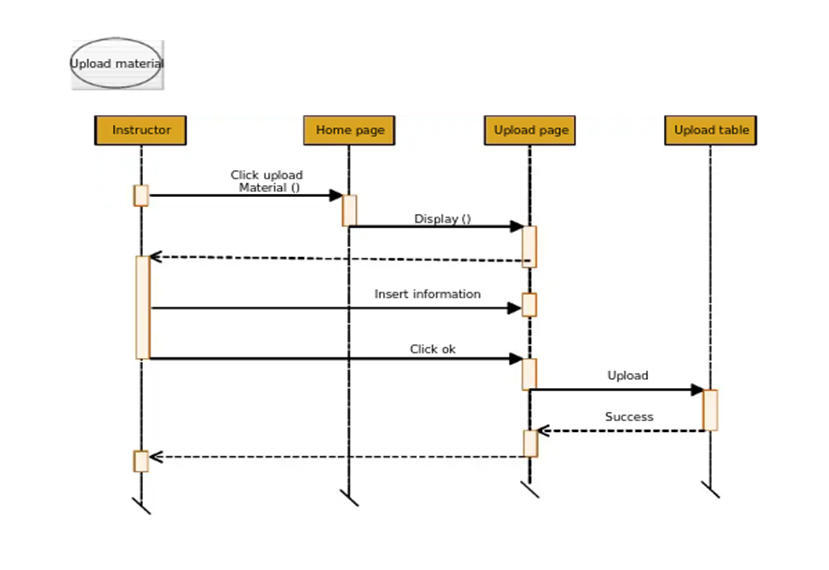 Upload material
Instructor
Home page
Upload page
Upload table
Click upload
Material ()
Display ()
Insert information
Click ok
Upload
Success